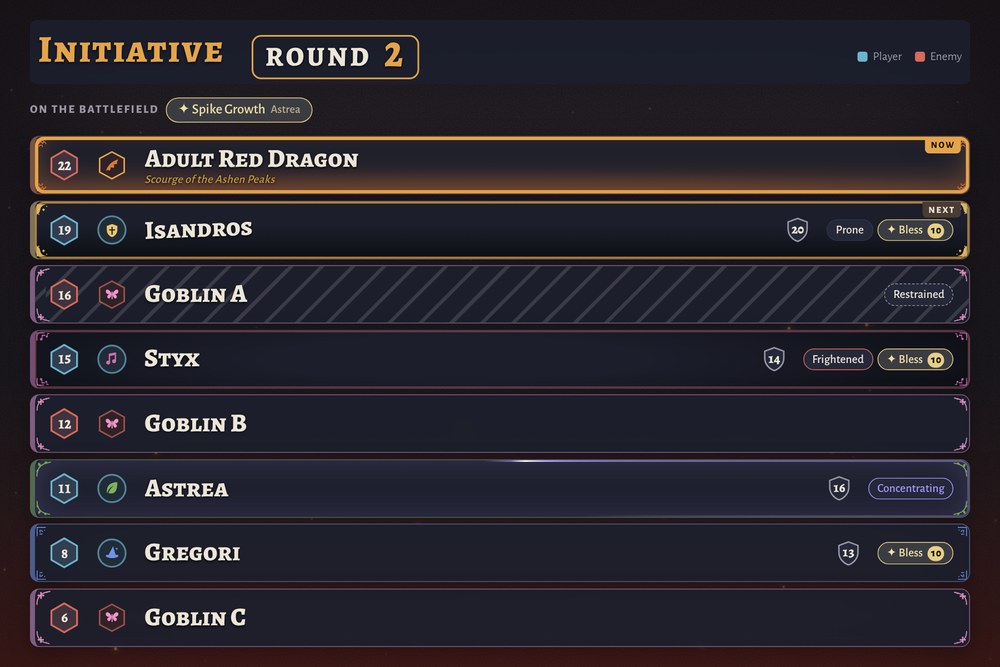 Initiative ROUND 2 Player Enemy
ON THE BATTLEFIELD ✦ Spike Growth Astrea
NOW
22 Adult Red Dragon
Scourge of the Ashen Peaks
NEXT
19 Isandros 20 Prone ✦ Bless 10
16 Goblin A Restrained
15 Styx 14 Frightened ✦ Bless 10
12 Goblin B
11 Astrea 16 Concentrating
8 Gregori 13 ✦ Bless 10
6 Goblin C